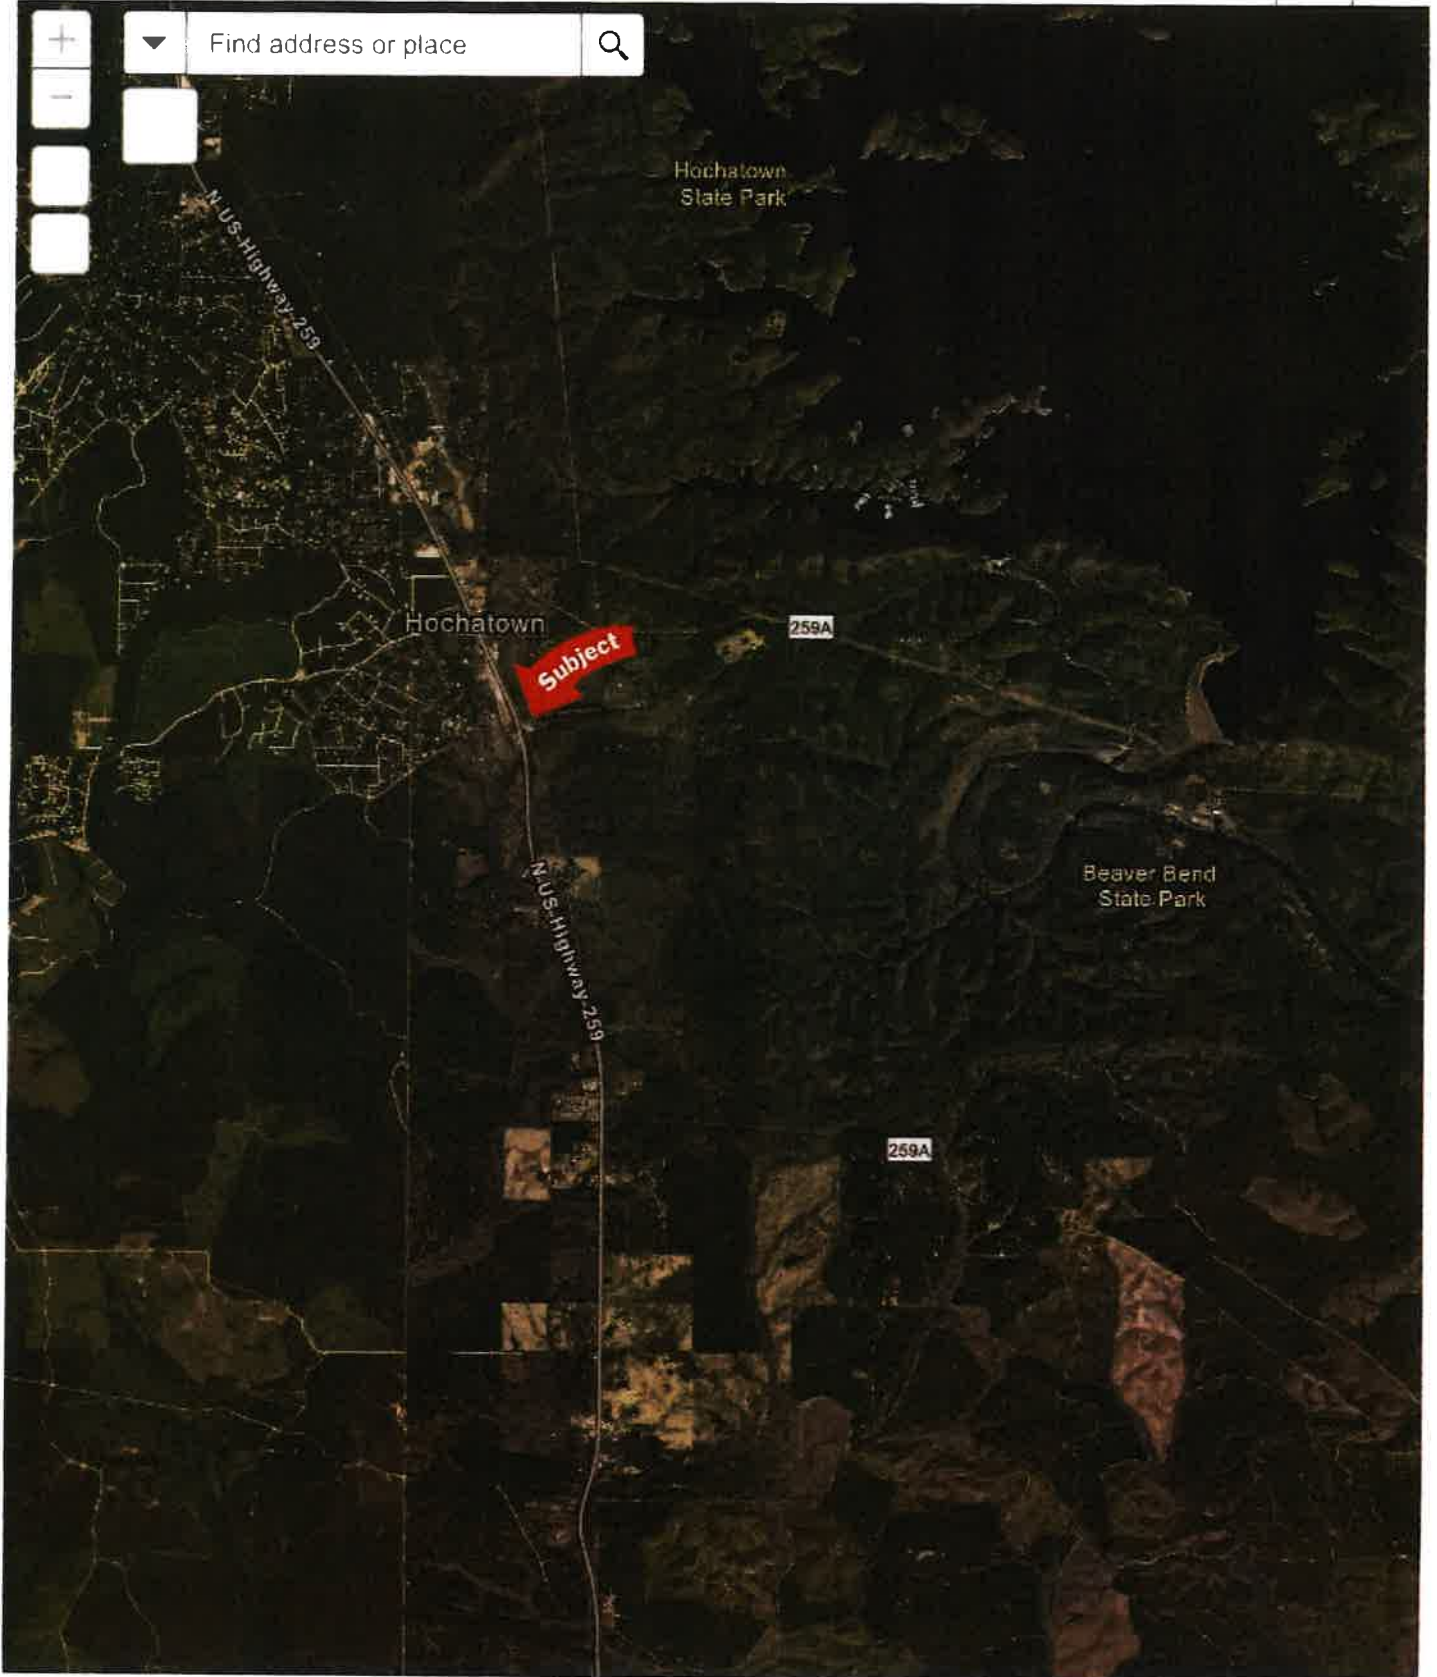 +
Find address or place
−
Hochatown
State Park
N US Highway 259
Hochatown
Subject
259A
Beaver Bend
State Park
N US Highway 259
259A